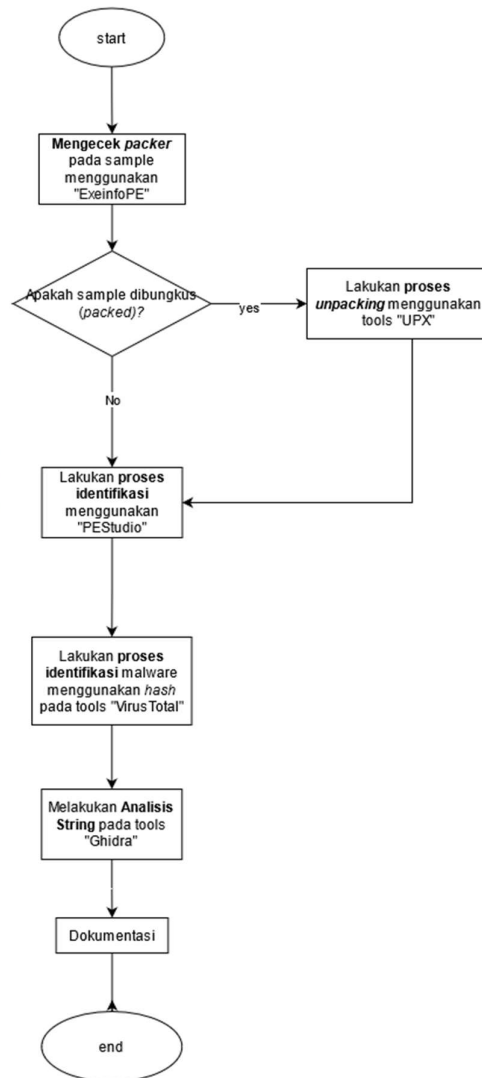 start
Mengecek packer
pada sample
menggunakan
"ExeinfoPE"
Apakah sample dibungkus
(packed)?
yes
Lakukan proses
unpacking menggunakan
tools "UPX"
No
Lakukan proses
identifikasi
menggunakan
"PEStudio"
Lakukan proses
identifikasi malware
menggunakan hash
pada tools "VirusTotal"
Melakukan Analisis
String pada tools
"Ghidra"
Dokumentasi
end